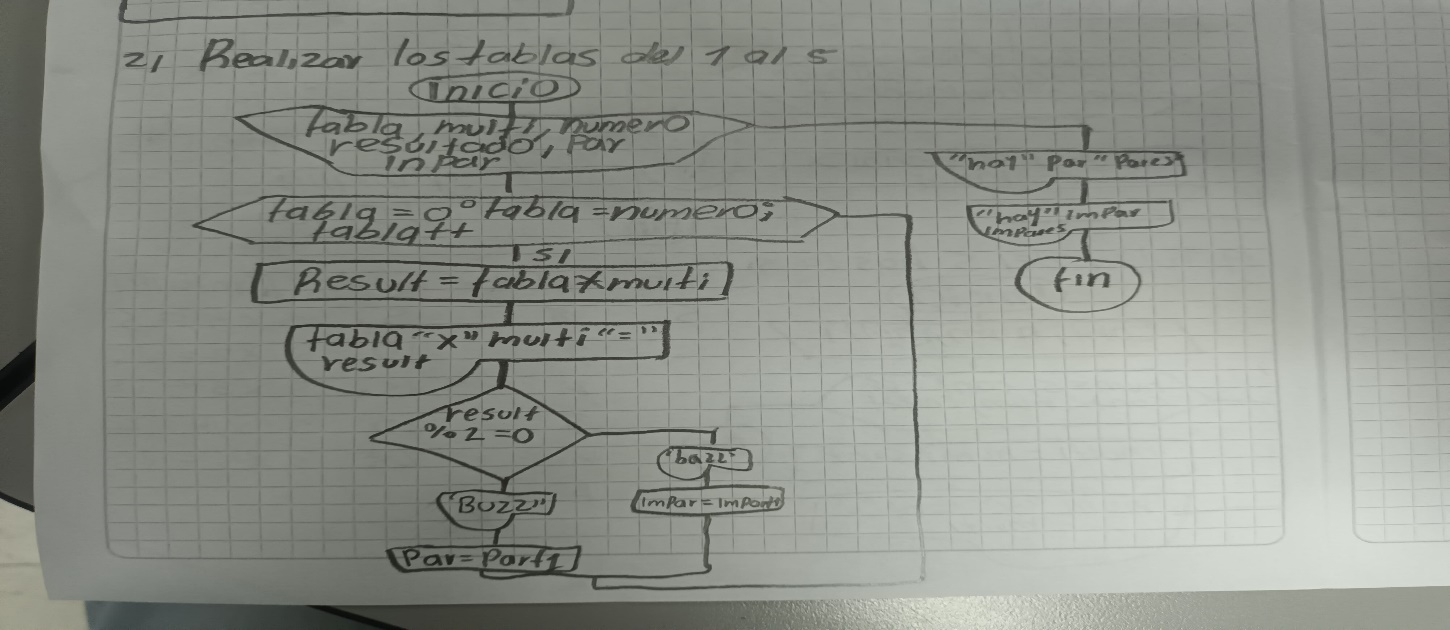 21 Realizar los tablas del 1 al 5
Inicio
tabla, multi, numero
resultado, par
inpar
tabla = 0° tabla = numero;
tabla++
si
Result = tabla * multi
tabla "x" multi "="
result
result
% 2 = 0
"Buzz"
Par = Par+1
"bazz"
imPar = imPar+1
"hay" Par "Pares"
"hay" imPar
imPares
fin